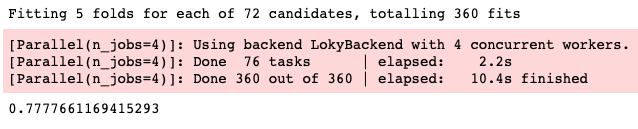 Fitting 5 folds for each of 72 candidates, totalling 360 fits
[Parallel(n_jobs=4)]: Using backend LokyBackend with 4 concurrent workers.
[Parallel(n_jobs=4)]: Done  76 tasks      | elapsed:    2.2s
[Parallel(n_jobs=4)]: Done 360 out of 360 | elapsed:   10.4s finished
0.7777661169415293